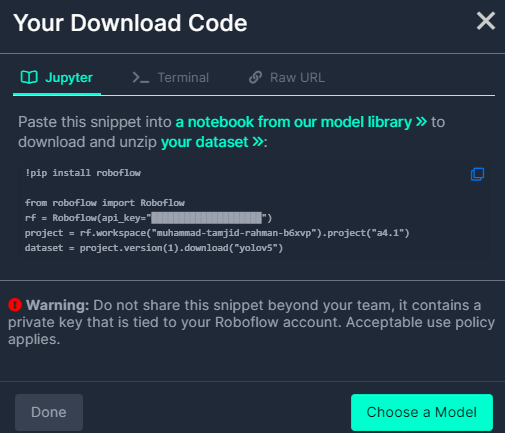 Your Download Code
Jupyter
Terminal
Raw URL
Paste this snippet into a notebook from our model library » to
download and unzip your dataset »:
!pip install roboflow
from roboflow import Roboflow
rf = Roboflow(api_key="████████████████████")
project = rf.workspace("muhammad-tamjid-rahman-b6xvp").project("a4.1")
dataset = project.version(1).download("yolov5")
Warning: Do not share this snippet beyond your team, it contains a
private key that is tied to your Roboflow account. Acceptable use policy
applies.
Done
Choose a Model